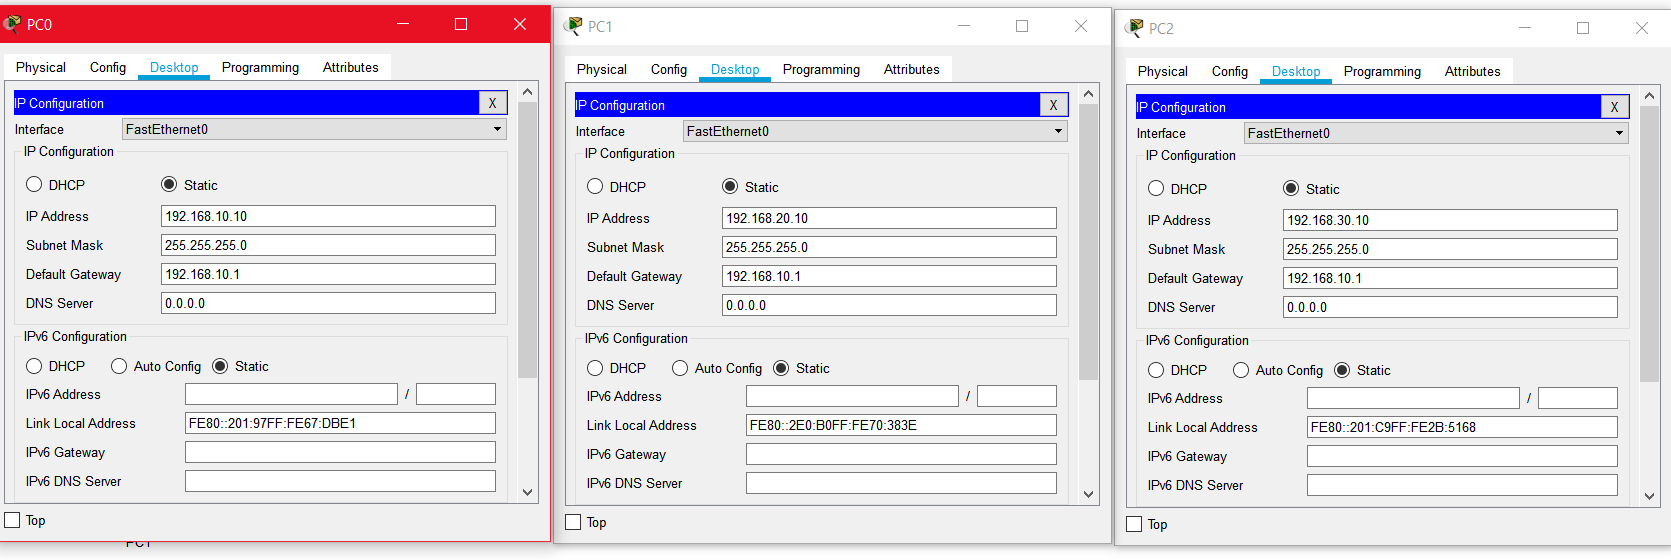 PC0
Physical Config Desktop Programming Attributes
IP Configuration X
Interface FastEthernet0
IP Configuration
DHCP Static
IP Address 192.168.10.10
Subnet Mask 255.255.255.0
Default Gateway 192.168.10.1
DNS Server 0.0.0.0
IPv6 Configuration
DHCP Auto Config Static
IPv6 Address /
Link Local Address FE80::201:97FF:FE67:DBE1
IPv6 Gateway
IPv6 DNS Server
Top
PC1
PC1
Physical Config Desktop Programming Attributes
IP Configuration X
Interface FastEthernet0
IP Configuration
DHCP Static
IP Address 192.168.20.10
Subnet Mask 255.255.255.0
Default Gateway 192.168.10.1
DNS Server 0.0.0.0
IPv6 Configuration
DHCP Auto Config Static
IPv6 Address /
Link Local Address FE80::2E0:B0FF:FE70:383E
IPv6 Gateway
IPv6 DNS Server
Top
PC2
Physical Config Desktop Programming Attributes
IP Configuration X
Interface FastEthernet0
IP Configuration
DHCP Static
IP Address 192.168.30.10
Subnet Mask 255.255.255.0
Default Gateway 192.168.10.1
DNS Server 0.0.0.0
IPv6 Configuration
DHCP Auto Config Static
IPv6 Address /
Link Local Address FE80::201:C9FF:FE2B:5168
IPv6 Gateway
IPv6 DNS Server
Top